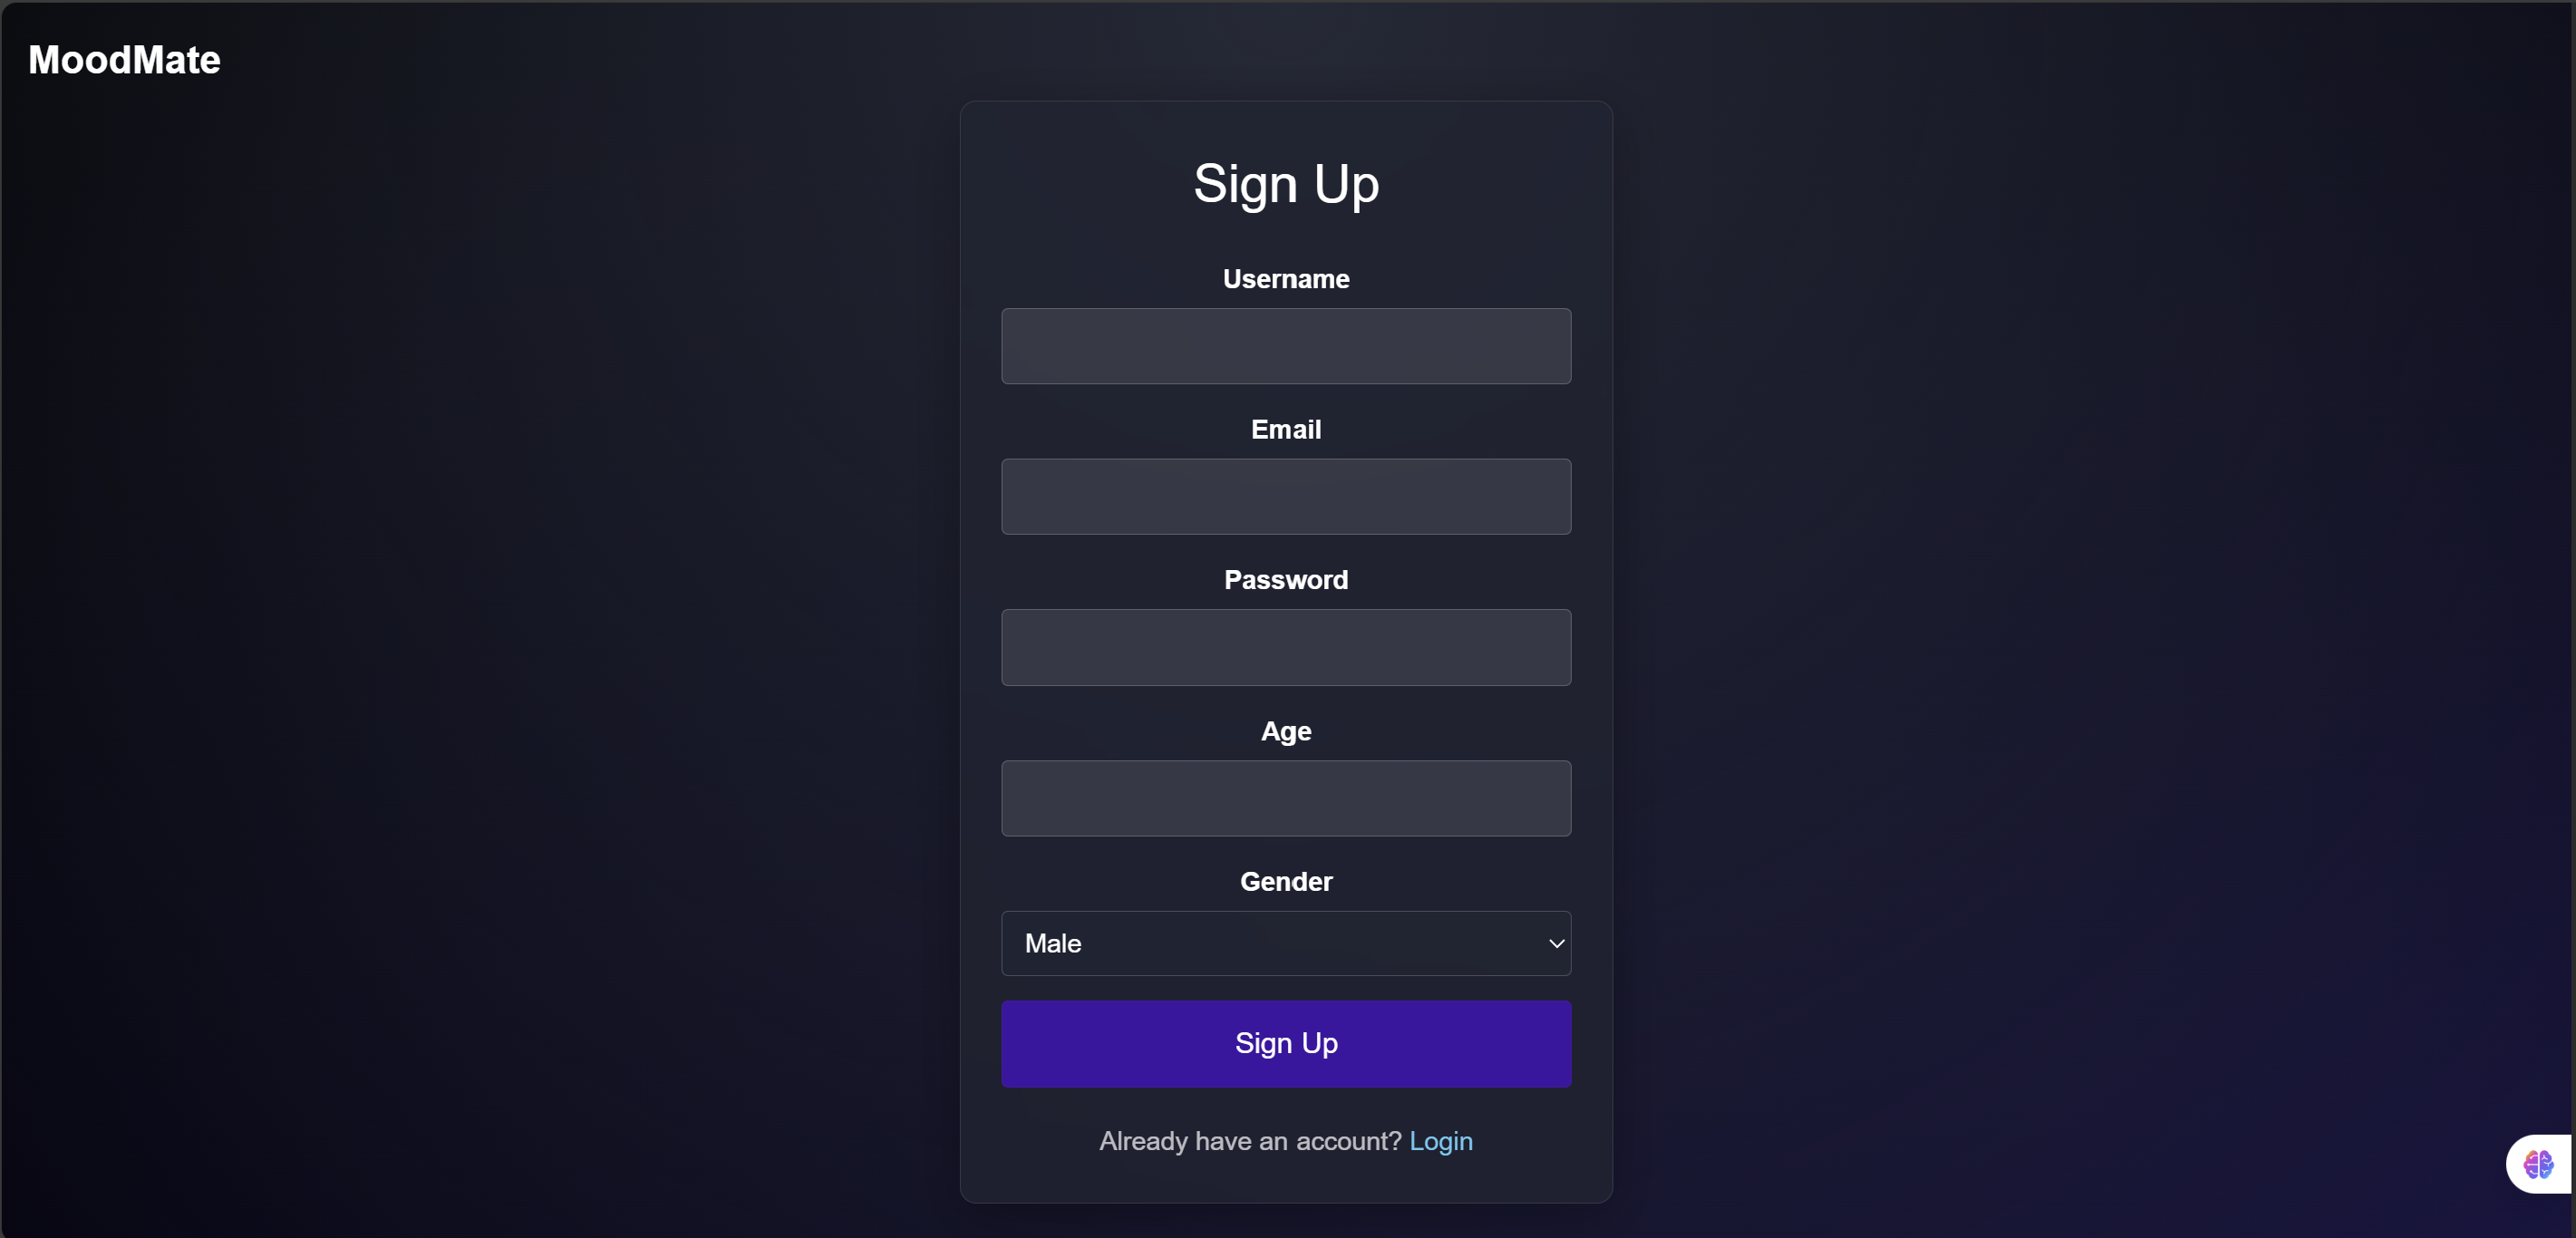 MoodMate
Sign Up
Username
Email
Password
Age
Gender
Male
Sign Up
Already have an account? Login